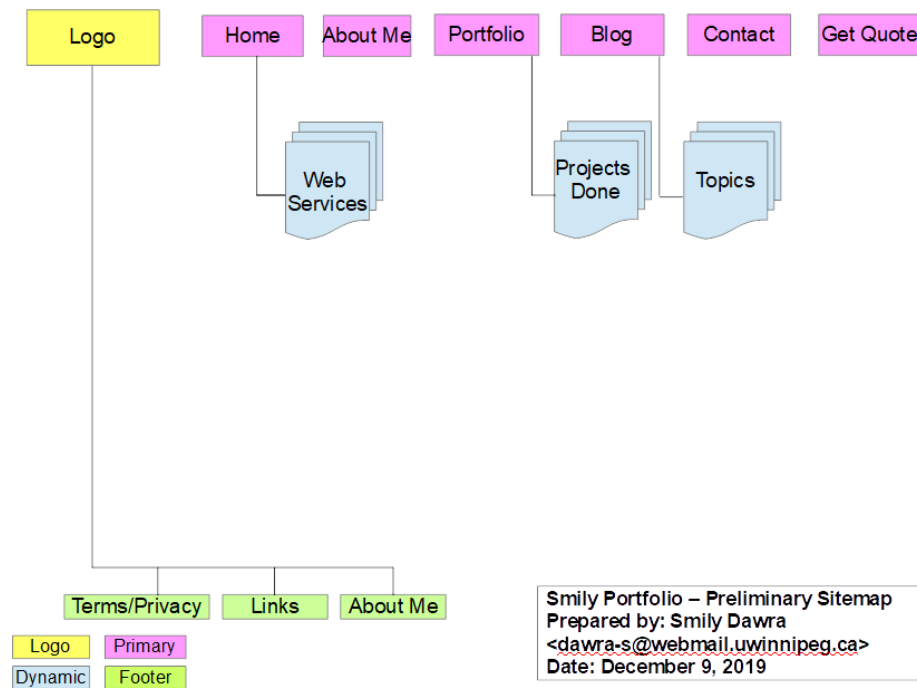 Logo
Home
About Me
Portfolio
Blog
Contact
Get Quote
Web
Services
Projects
Done
Topics
Terms/Privacy
Links
About Me
Logo
Primary
Dynamic
Footer
Smily Portfolio – Preliminary Sitemap
Prepared by: Smily Dawra
<dawra-s@webmail.uwinnipeg.ca>
Date: December 9, 2019